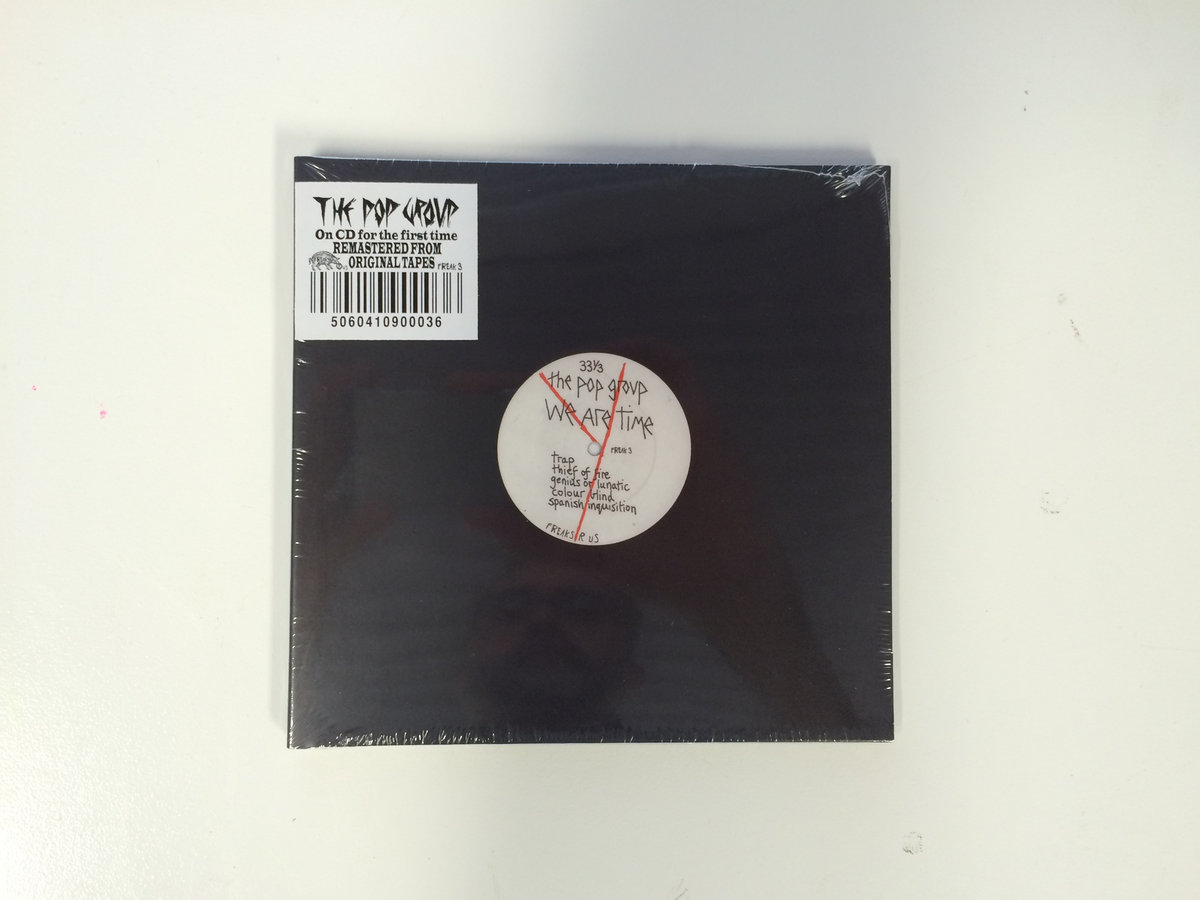 THE POP GROUP
On CD for the first time
REMASTERED FROM
ORIGINAL TAPES FREAK 3
5060410900036
33⅓
the pop group
We Are Time
FREAK 3
trap
thief of fire
genius or lunatic
colour blind
spanish inquisition
FREAKS R US